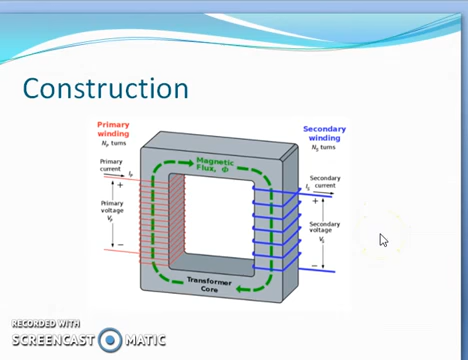 Construction
Primary
winding
Nₚ turns
Secondary
winding
Nₛ turns
Magnetic
Flux, Φ
Primary
current
Iₚ
+
Primary
voltage
Vₚ
−
Secondary
current
Iₛ
+
Secondary
voltage
Vₛ
−
Transformer
Core
RECORDED WITH
SCREENCAST MATIC